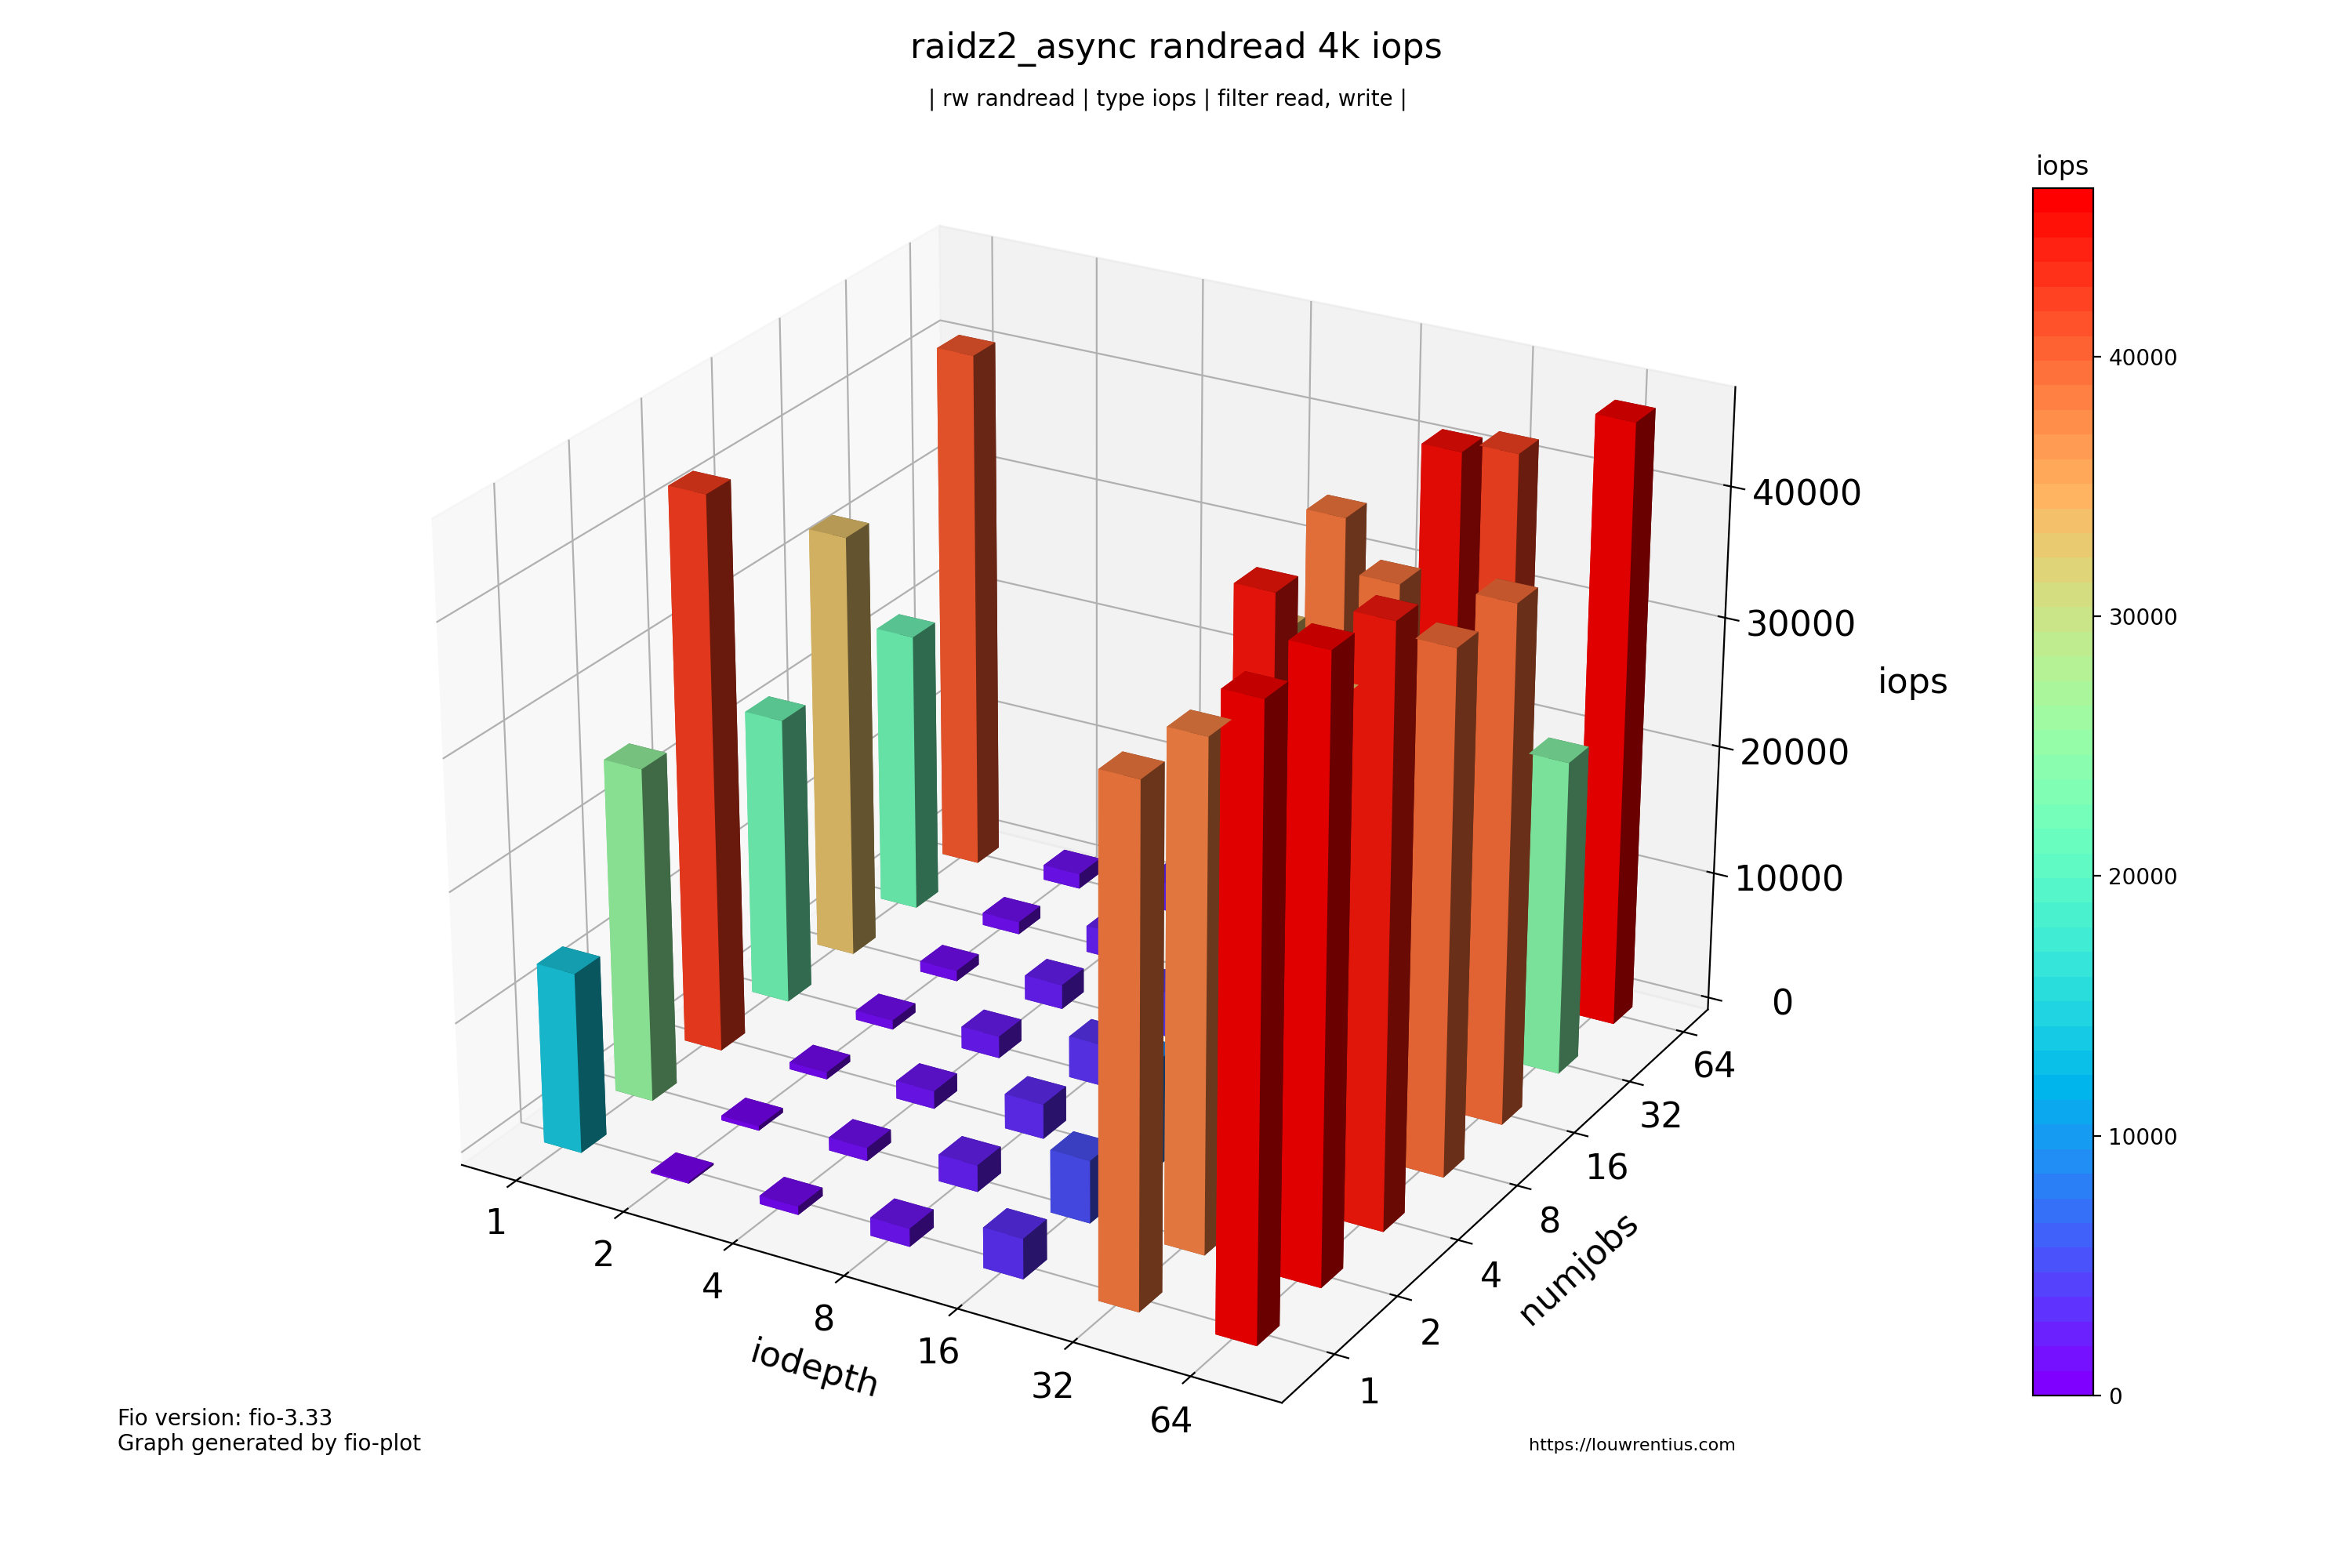 raidz2_async randread 4k iops
| rw randread | type iops | filter read, write |
iops
40000
30000
20000
10000
0
40000
30000
20000
10000
0
iops
64
32
16
8
4
2
1
numjobs
1
2
4
8
16
32
64
iodepth
Fio version: fio-3.33
Graph generated by fio-plot
https://louwrentius.com